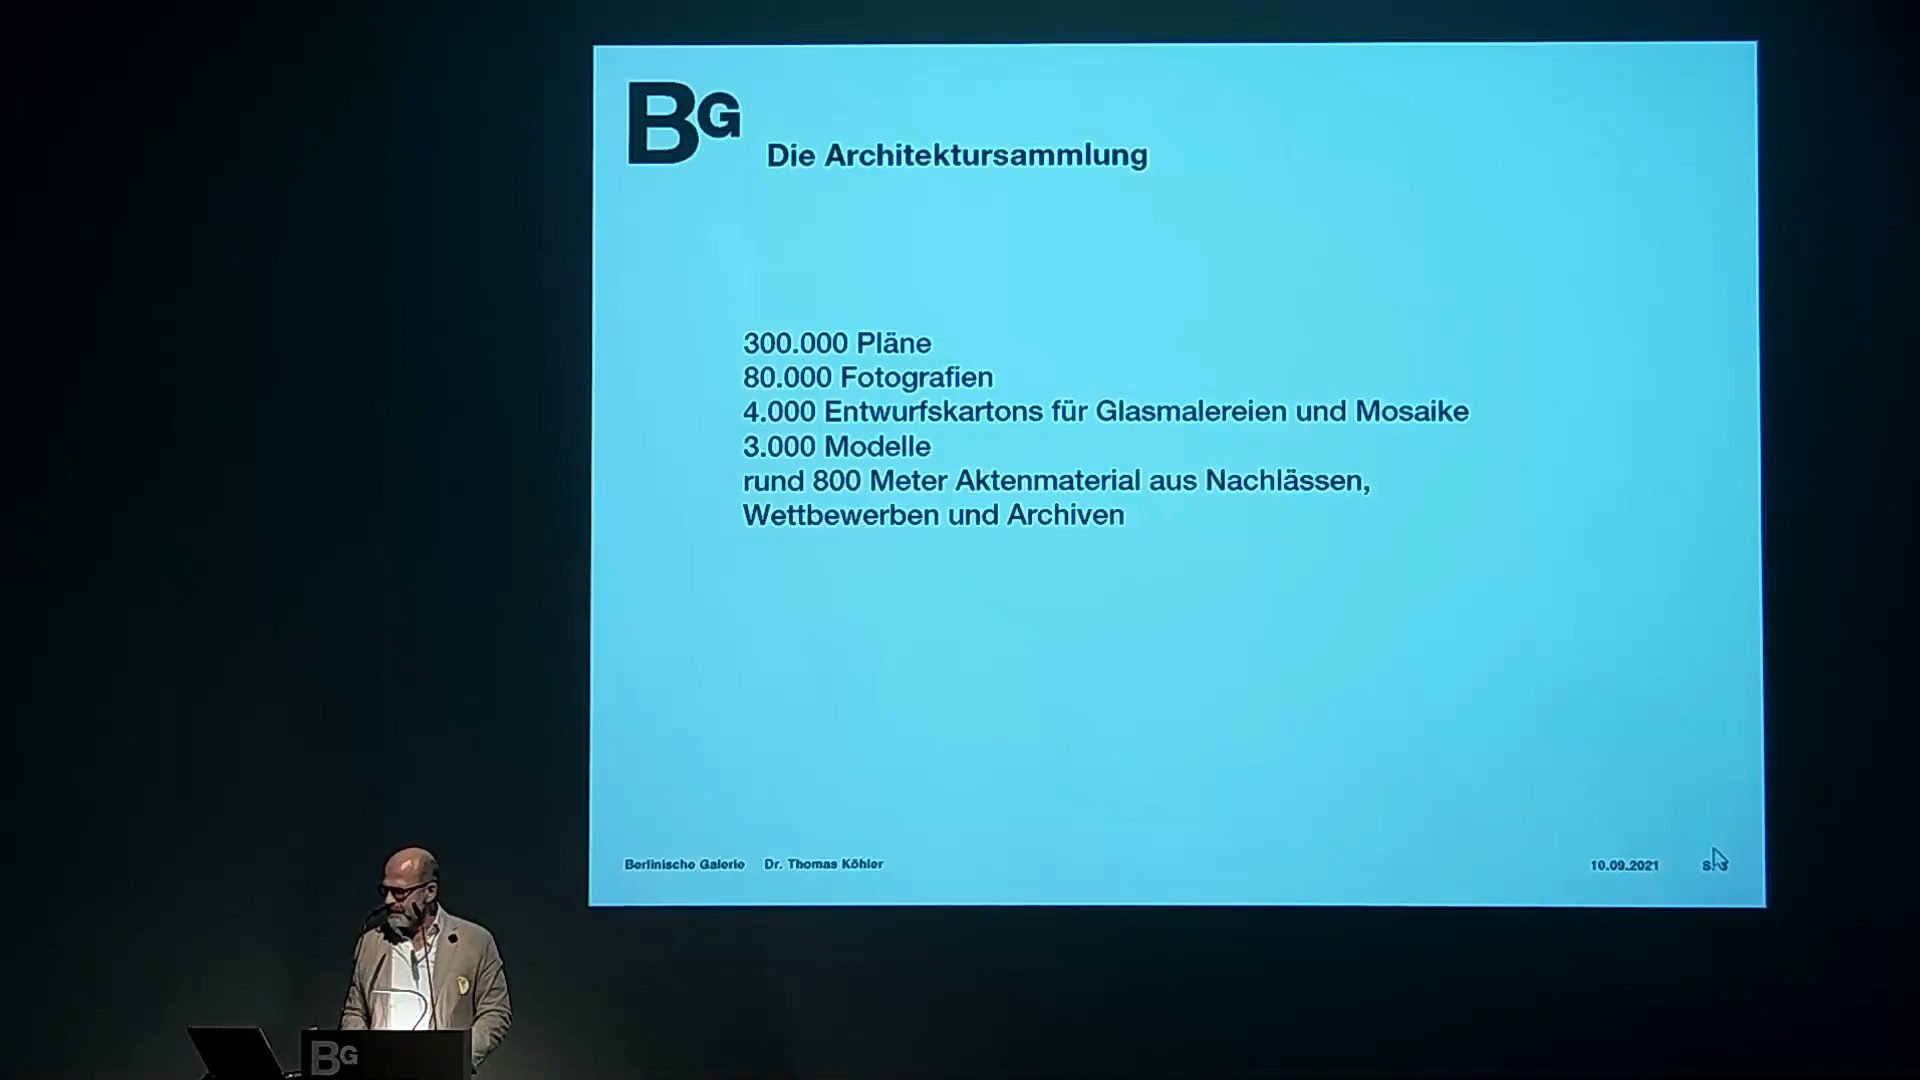 BG
Die Architektursammlung
300.000 Pläne
80.000 Fotografien
4.000 Entwurfskartons für Glasmalereien und Mosaike
3.000 Modelle
rund 800 Meter Aktenmaterial aus Nachlässen,
Wettbewerben und Archiven
Berlinische Galerie Dr. Thomas Köhler 10.09.2021
BG